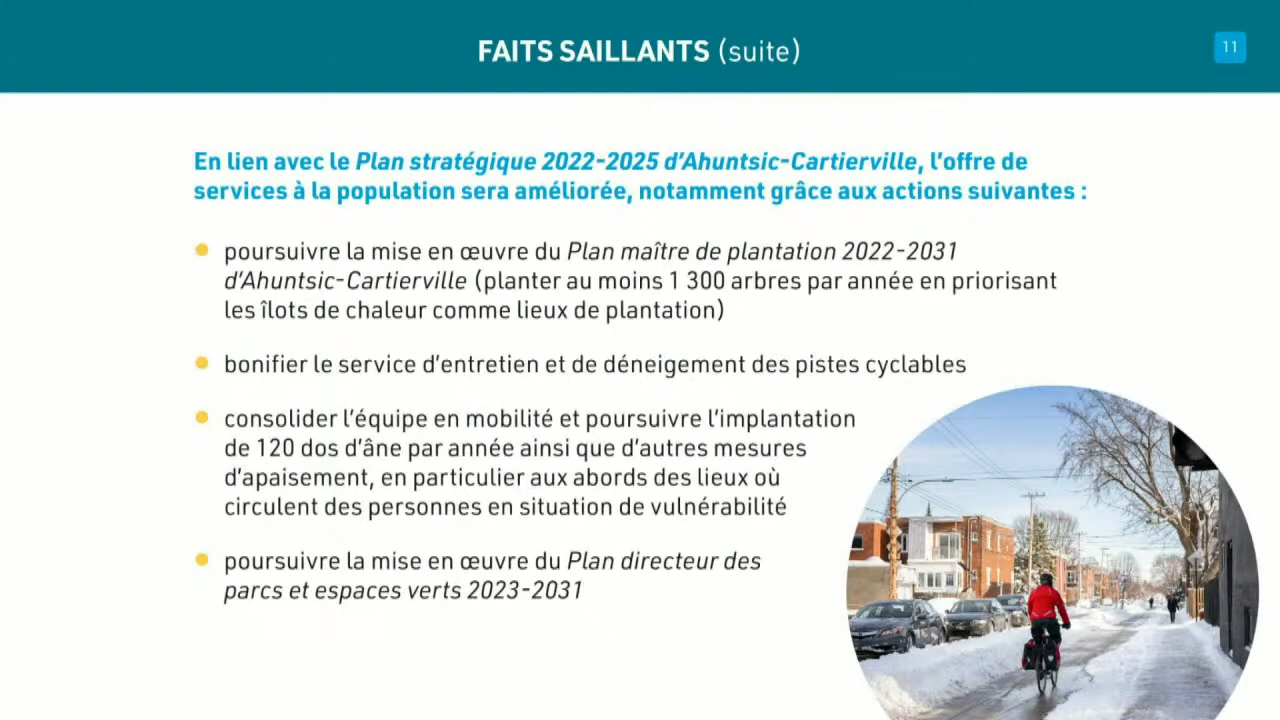 FAITS SAILLANTS (suite)
11
En lien avec le Plan stratégique 2022-2025 d'Ahuntsic-Cartierville, l'offre de
services à la population sera améliorée, notamment grâce aux actions suivantes :
poursuivre la mise en œuvre du Plan maître de plantation 2022-2031
d'Ahuntsic-Cartierville (planter au moins 1 300 arbres par année en priorisant
les îlots de chaleur comme lieux de plantation)
bonifier le service d'entretien et de déneigement des pistes cyclables
consolider l'équipe en mobilité et poursuivre l'implantation
de 120 dos d'âne par année ainsi que d'autres mesures
d'apaisement, en particulier aux abords des lieux où
circulent des personnes en situation de vulnérabilité
poursuivre la mise en œuvre du Plan directeur des
parcs et espaces verts 2023-2031